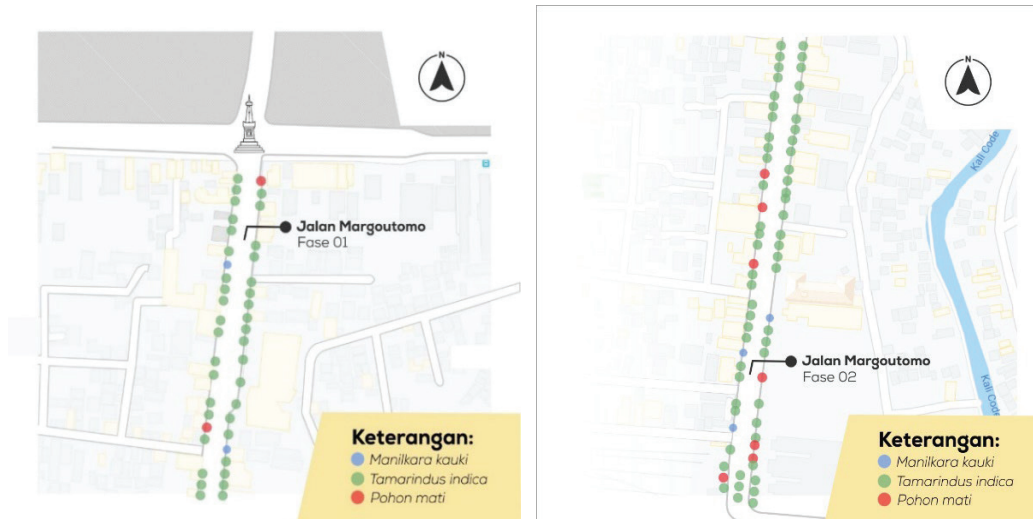 N
Jalan Margoutomo
Fase 01
Keterangan:
Manilkara kauki
Tamarindus indica
Pohon mati
N
Kali Code
Jalan Margoutomo
Fase 02
Kali Code
Keterangan:
Manilkara kauki
Tamarindus indica
Pohon mati